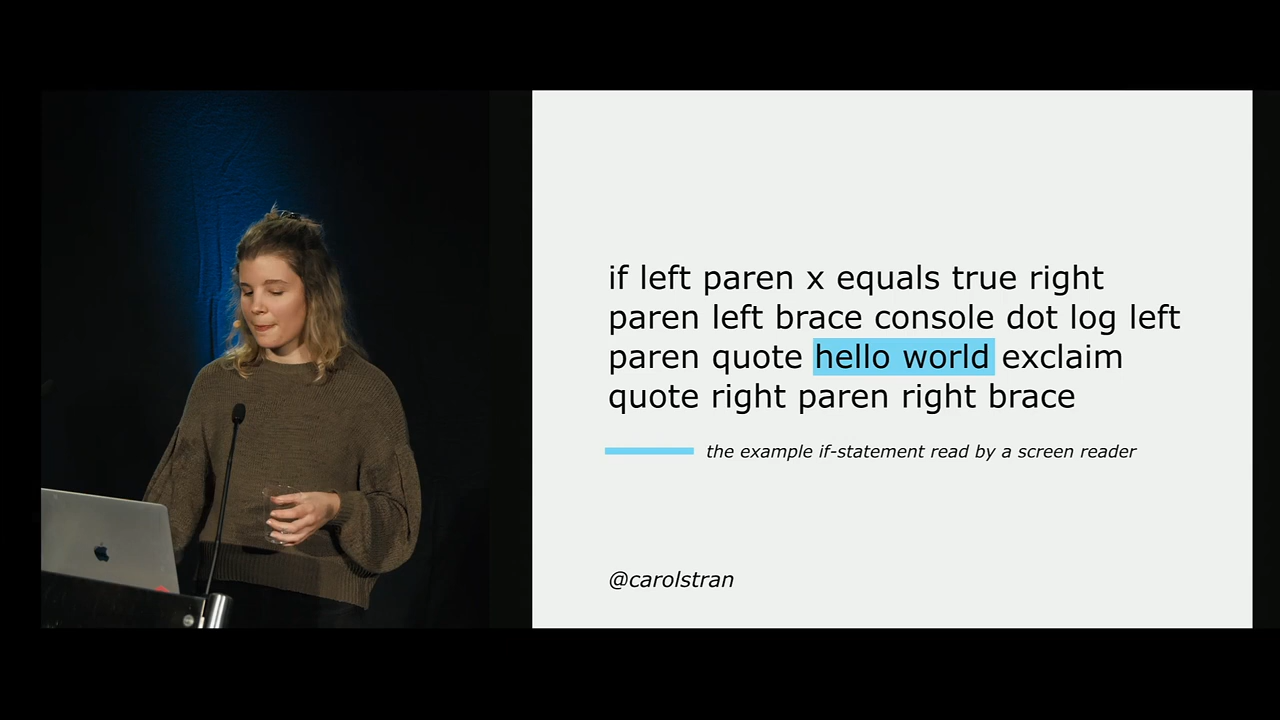 if left paren x equals true right
paren left brace console dot log left
paren quote hello world exclaim
quote right paren right brace
the example if-statement read by a screen reader
@carolstran